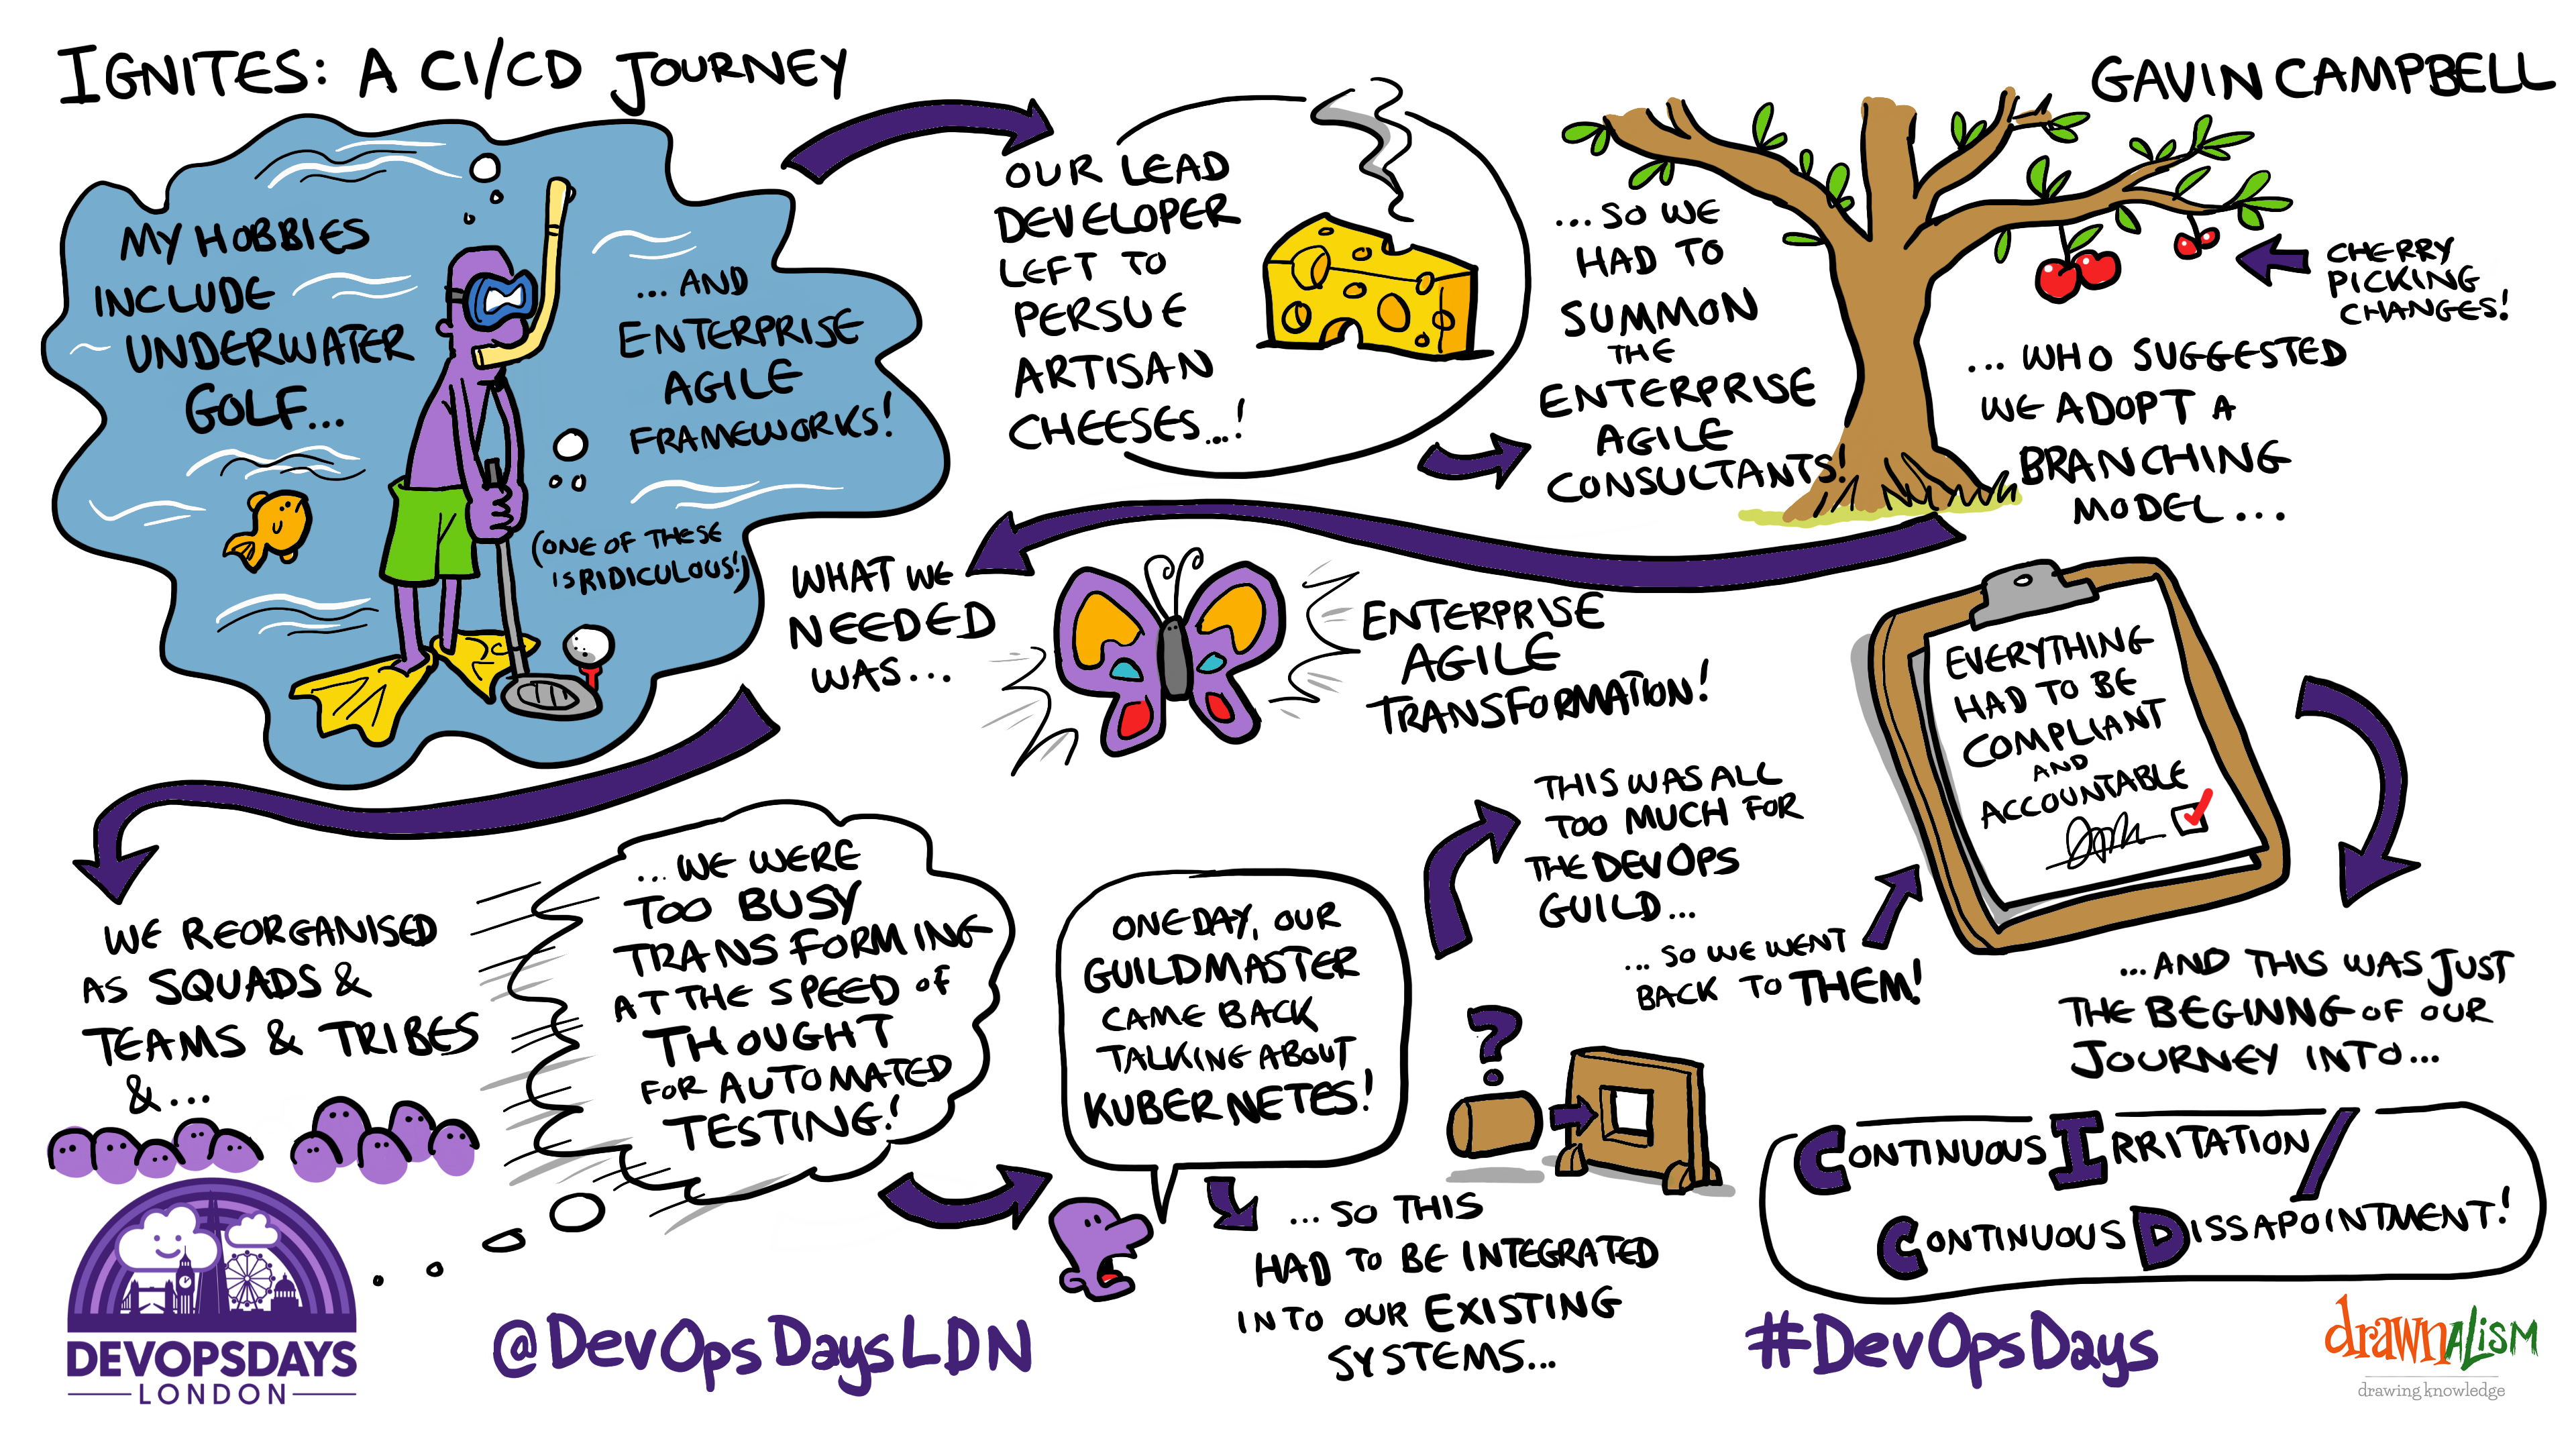 IGNITES: A CI/CD JOURNEY
GAVIN CAMPBELL
MY HOBBIES
INCLUDE
UNDERWATER
GOLF...
... AND
ENTERPRISE
AGILE
FRAMEWORKS!
(ONE OF THESE
IS RIDICULOUS!)
OUR LEAD
DEVELOPER
LEFT TO
PERSUE
ARTISAN
CHEESES...!
...SO WE
HAD TO
SUMMON
THE
ENTERPRISE
AGILE
CONSULTANTS!
CHERRY
PICKING
CHANGES!
... WHO SUGGESTED
WE ADOPT A
BRANCHING
MODEL...
WHAT WE
NEEDED
WAS...
ENTERPRISE
AGILE
TRANSFORMATION!
WE REORGANISED
AS SQUADS &
TEAMS & TRIBES
&...
... WE WERE
TOO BUSY
TRANSFORMING
AT THE SPEED OF
THOUGHT
FOR AUTOMATED
TESTING!
ONE DAY, OUR
GUILDMASTER
CAME BACK
TALKING ABOUT
KUBERNETES!
... SO THIS
HAD TO BE INTEGRATED
INTO OUR EXISTING
SYSTEMS...
?
THIS WAS ALL
TOO MUCH FOR
THE DEVOPS
GUILD...
... SO WE WENT
BACK TO THEM!
EVERYTHING
HAD TO BE
COMPLIANT
AND
ACCOUNTABLE
...AND THIS WAS JUST
THE BEGINNG OF OUR
JOURNEY INTO...
CONTINUOUS IRRITATION/
CONTINUOUS DISSAPOINTMENT!
DEVOPSDAYS
LONDON
@DevOpsDaysLDN
#DevOpsDays
drawnALiSM
drawing knowledge